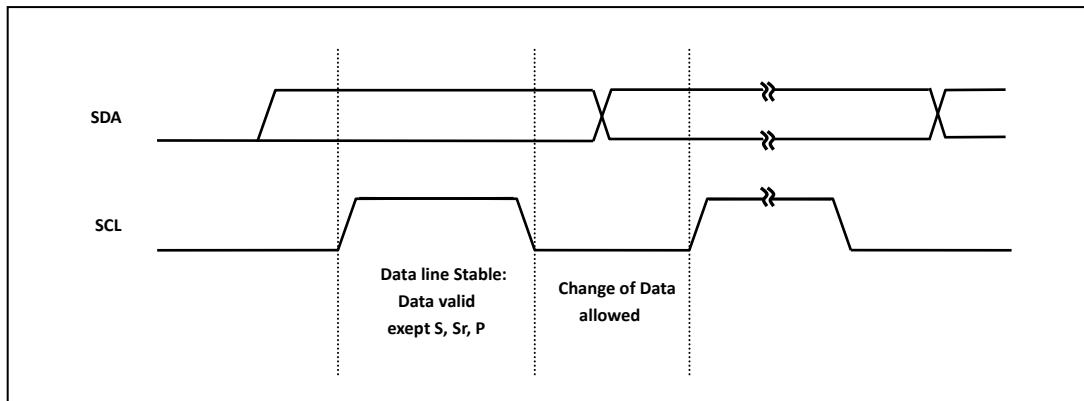 SDA
SCL
Data line Stable:
Data valid
exept S, Sr, P
Change of Data
allowed